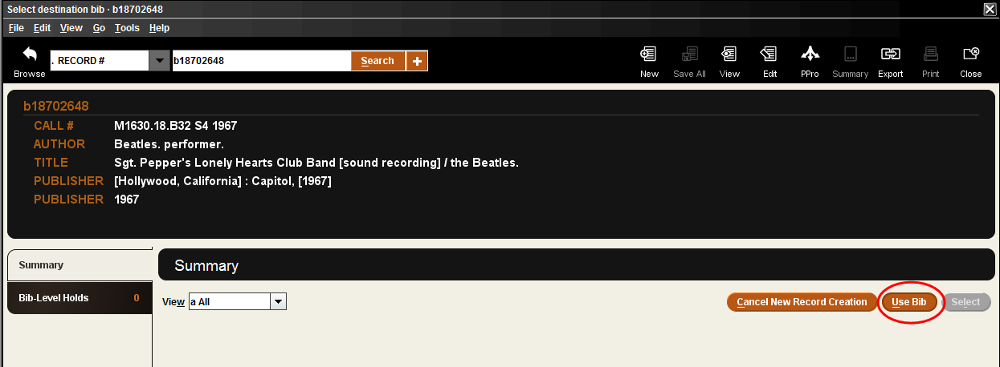 Select destination bib · b18702648
File Edit View Go Tools Help
Browse . RECORD # b18702648 Search + New Save All View Edit PPro Summary Export Print Close
b18702648
CALL # M1630.18.B32 S4 1967
AUTHOR Beatles. performer.
TITLE Sgt. Pepper's Lonely Hearts Club Band [sound recording] / the Beatles.
PUBLISHER [Hollywood, California] : Capitol, [1967]
PUBLISHER 1967
Summary
Bib-Level Holds 0
Summary
View a All Cancel New Record Creation Use Bib Select